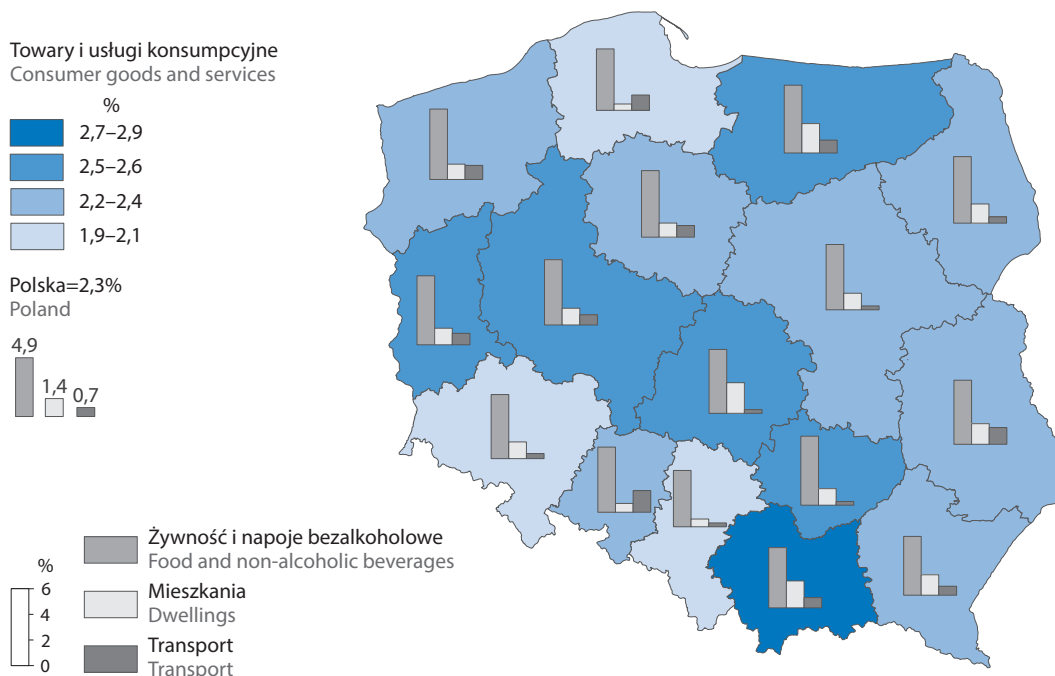 Towary i usługi konsumpcyjne
Consumer goods and services
%
2,7–2,9
2,5–2,6
2,2–2,4
1,9–2,1
Polska=2,3%
Poland
4,9
1,4
0,7
%
6
4
2
0
Żywność i napoje bezalkoholowe
Food and non-alcoholic beverages
Mieszkania
Dwellings
Transport
Transport